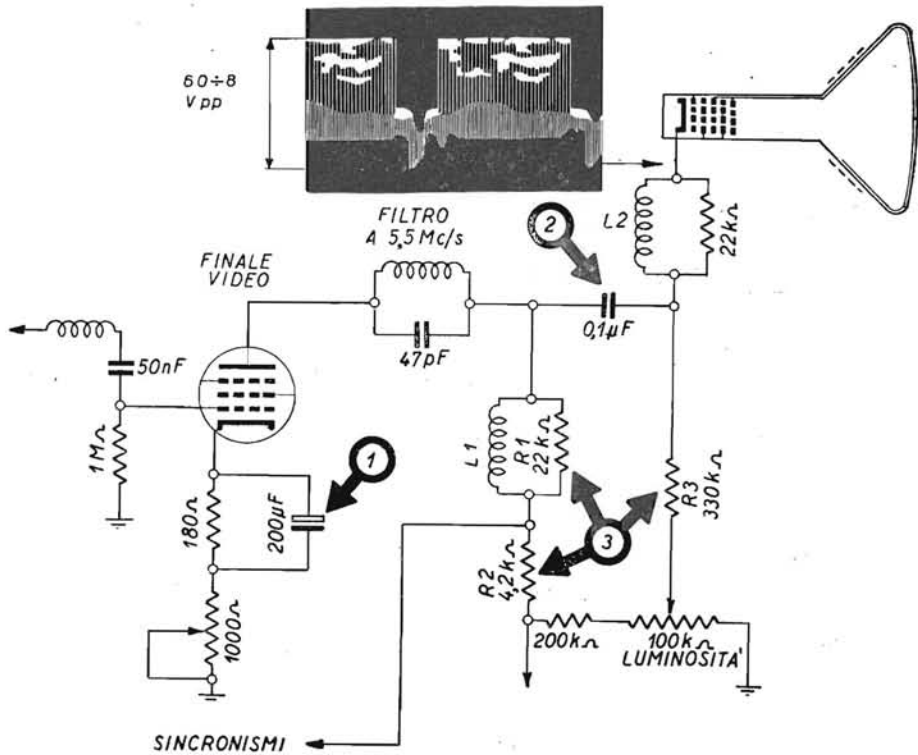 60÷8
Vpp
FILTRO
A 5,5 Mc/s
FINALE
VIDEO
2
L2
22kΩ
0,1µF
47pF
50nF
1MΩ
180Ω
200µF
1
1000Ω
L1
R1
22kΩ
3
R3
330kΩ
R2
4,2kΩ
200kΩ
100kΩ
LUMINOSITA'
SINCRONISMI